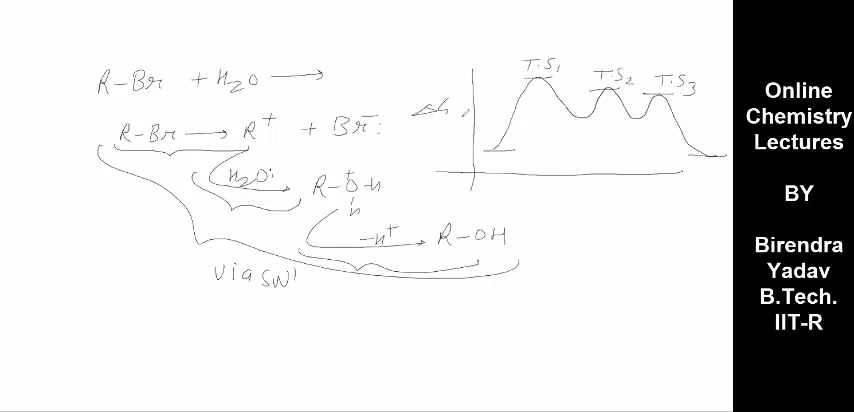 R-Br + H2O ⟶
R-Br ⟶ R+ + Br-:
H2O:
R-O+-H
H
-H+
R-OH
via SN1
T.S1
T.S2
T.S3
Online
Chemistry
Lectures
BY
Birendra
Yadav
B.Tech.
IIT-R